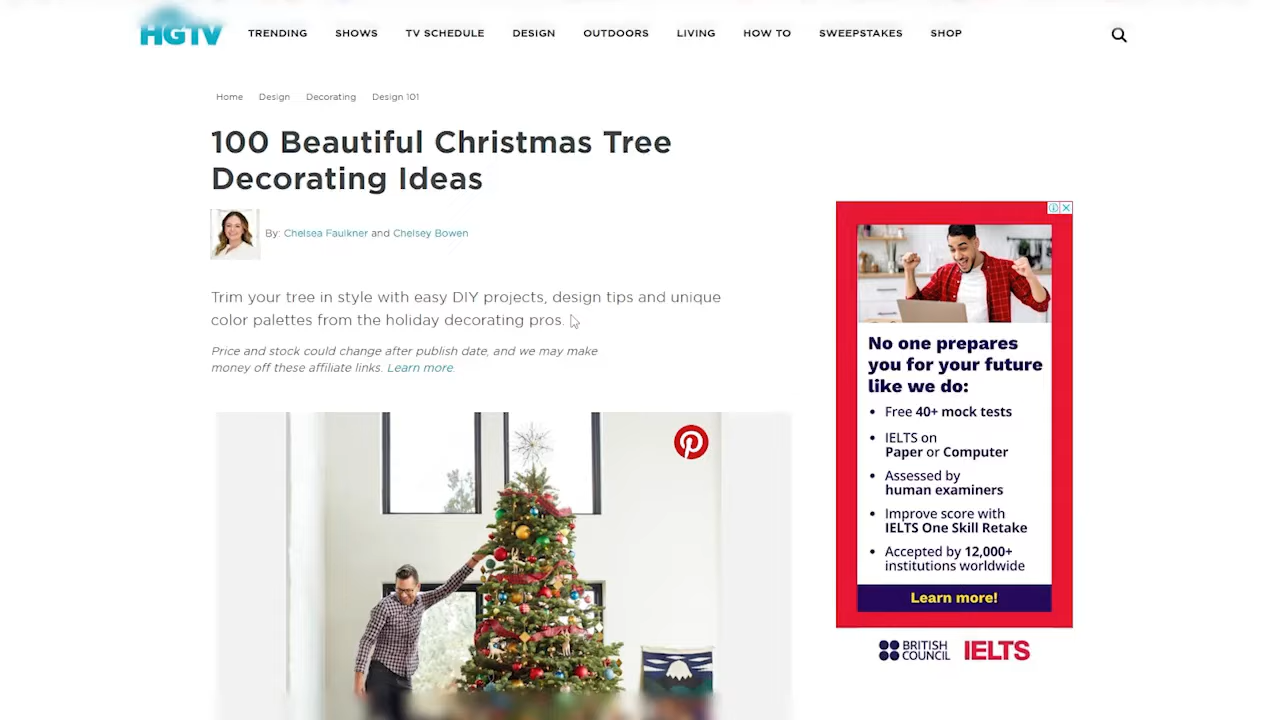 HGTV
TRENDING SHOWS TV SCHEDULE DESIGN OUTDOORS LIVING HOW TO SWEEPSTAKES SHOP
Home Design Decorating Design 101
100 Beautiful Christmas Tree
Decorating Ideas
By: Chelsea Faulkner and Chelsey Bowen
Trim your tree in style with easy DIY projects, design tips and unique
color palettes from the holiday decorating pros.
Price and stock could change after publish date, and we may make
money off these affiliate links. Learn more.
No one prepares
you for your future
like we do:
• Free 40+ mock tests
• IELTS on
Paper or Computer
• Assessed by
human examiners
• Improve score with
IELTS One Skill Retake
• Accepted by 12,000+
institutions worldwide
Learn more!
BRITISH
COUNCIL
IELTS